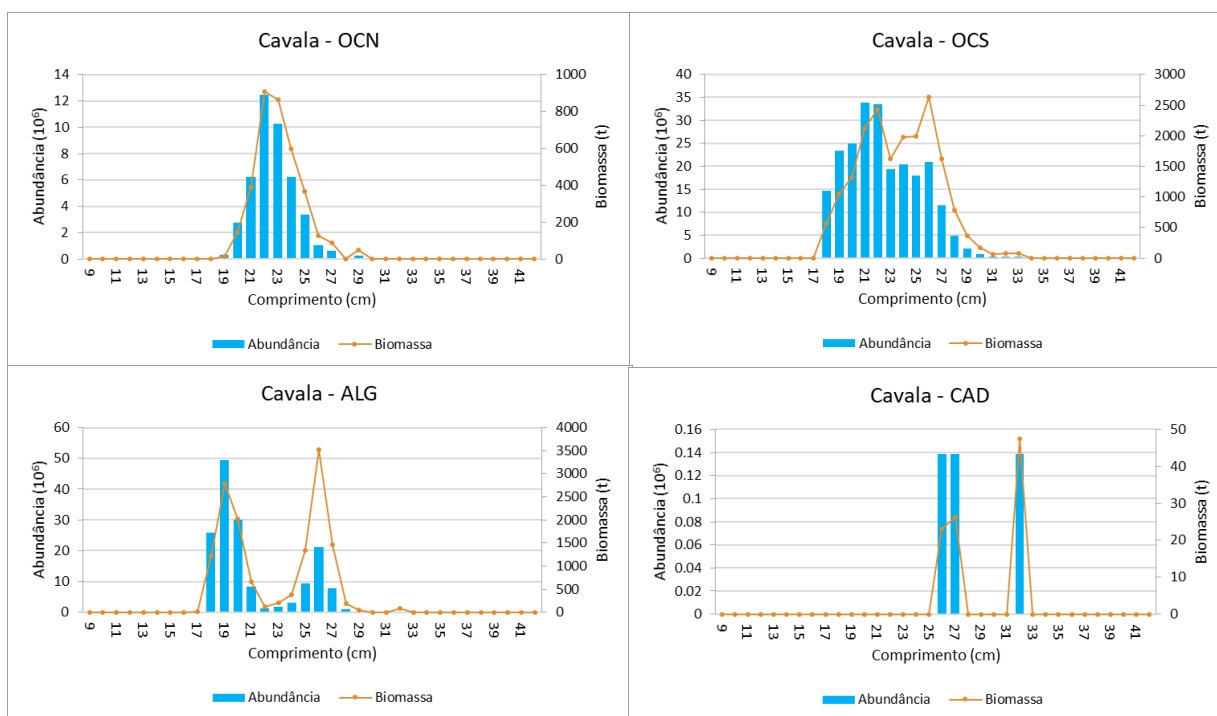 Cavala - OCN
14
12
10
8
6
4
2
0
Abundância (10⁶)
1000
800
600
400
200
0
Biomassa (t)
9 11 13 15 17 19 21 23 25 27 29 31 33 35 37 39 41
Comprimento (cm)
Abundância Biomassa
Cavala - OCS
40
35
30
25
20
15
10
5
0
Abundância (10⁶)
3000
2500
2000
1500
1000
500
0
Biomassa (t)
9 11 13 15 17 19 21 23 25 27 29 31 33 35 37 39 41
Comprimento (cm)
Abundância Biomassa
Cavala - ALG
60
50
40
30
20
10
0
Abundância (10⁶)
4000
3500
3000
2500
2000
1500
1000
500
0
Biomassa (t)
9 11 13 15 17 19 21 23 25 27 29 31 33 35 37 39 41
Comprimento (cm)
Abundância Biomassa
Cavala - CAD
0.16
0.14
0.12
0.1
0.08
0.06
0.04
0.02
0
Abundância (10⁶)
50
40
30
20
10
0
Biomassa (t)
9 11 13 15 17 19 21 23 25 27 29 31 33 35 37 39 41
Comprimento (cm)
Abundância Biomassa